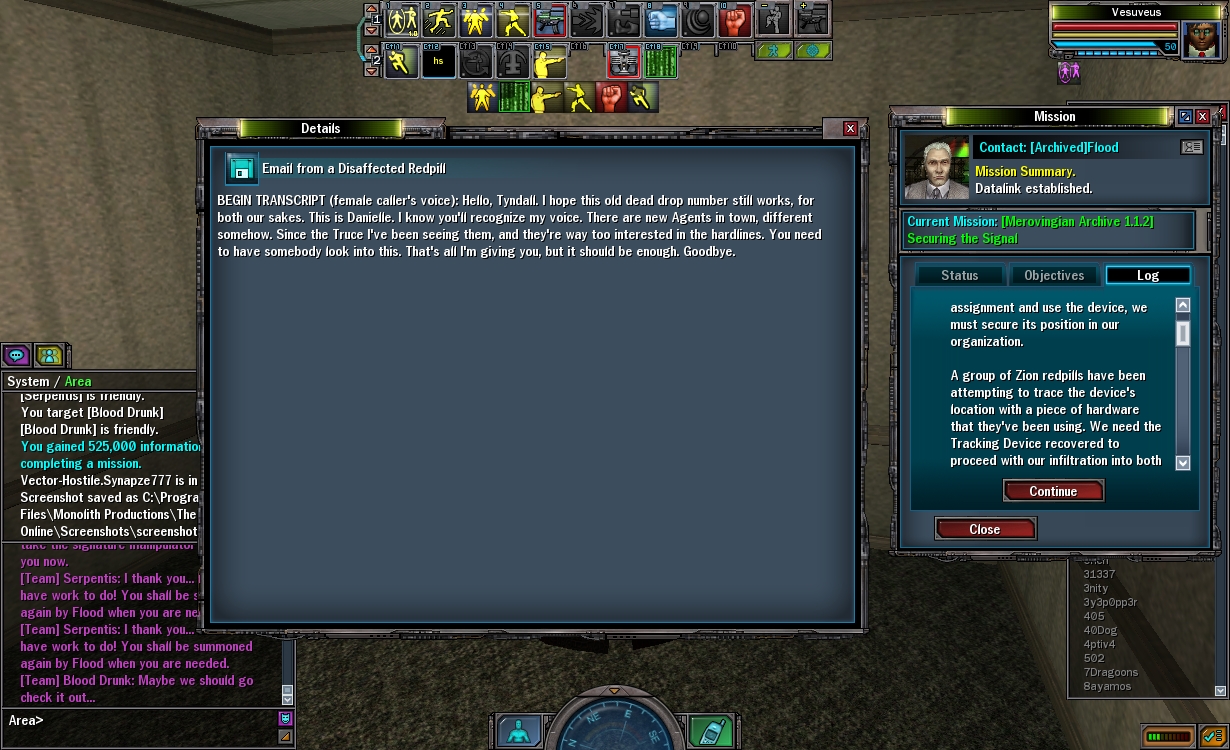 Vesuveus
50
hs
Details
Email from a Disaffected Redpill
BEGIN TRANSCRIPT (female caller's voice): Hello, Tyndall. I hope this old dead drop number still works, for
both our sakes. This is Danielle. I know you'll recognize my voice. There are new Agents in town, different
somehow. Since the Truce I've been seeing them, and they're way too interested in the hardlines. You need
to have somebody look into this. That's all I'm giving you, but it should be enough. Goodbye.
Mission
Contact: [Archived]Flood
Mission Summary.
Datalink established.
Current Mission: [Merovingian Archive 1.1.2]
Securing the Signal
Status
Objectives
Log
assignment and use the device, we
must secure its position in our
organization.
A group of Zion redpills have been
attempting to trace the device's
location with a piece of hardware
that they've been using. We need the
Tracking Device recovered to
proceed with our infiltration into both
Continue
Close
System / Area
[Serpentis] is friendly.
You target [Blood Drunk]
[Blood Drunk] is friendly.
You gained 525,000
completing a mission.
Vector-Hostile.Synapze777 is in
Screenshot saved as C:\Progra
Files\Monolith Productions\The
Online\Screenshots\screenshot
take the signature manipulator
you now.
[Team] Serpentis: I thank you...
have work to do! You shall be s
again by Flood when you are ne
[Team] Serpentis: I thank you...
have work to do! You shall be summoned
again by Flood when you are needed.
[Team] Blood Drunk: Maybe we should go
check it out...
Area>
31337
3nity
3y3p0pp3r
405
40Dog
4ptiv4
502
7Dragoons
Bayamos
NE
E
SE
N